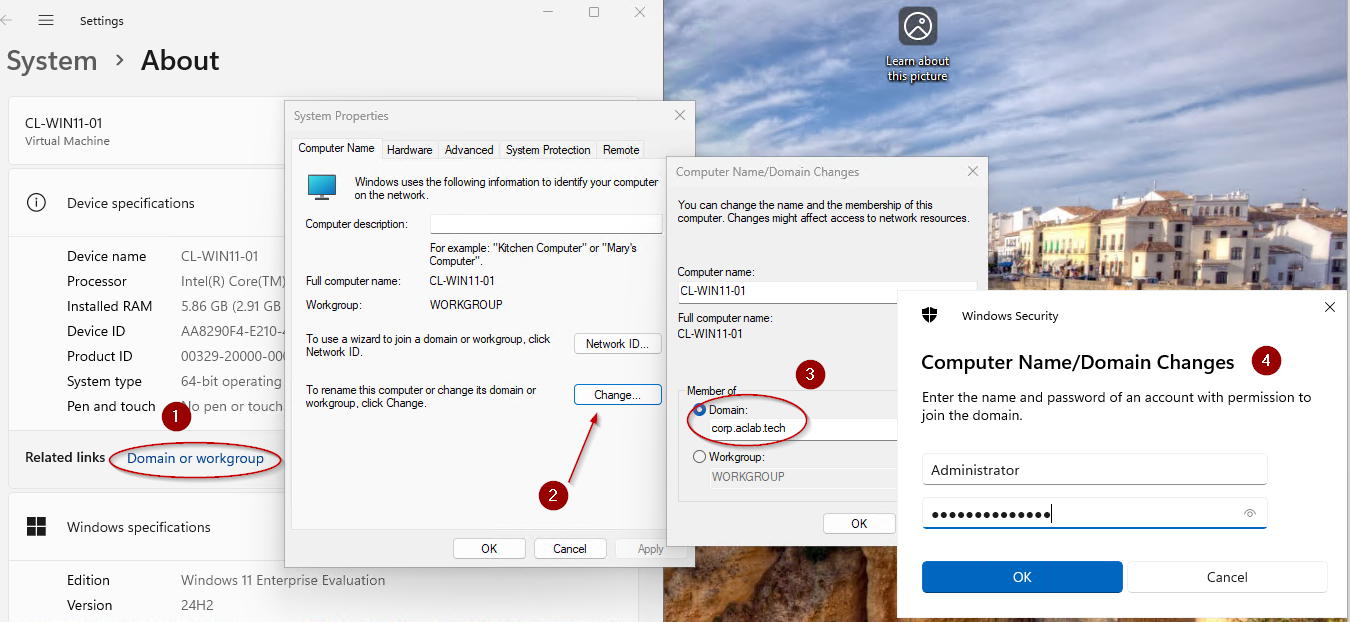 Settings
System > About
CL-WIN11-01
Virtual Machine
Device specifications
Device name CL-WIN11-01
Processor Intel(R) Core(TM)
Installed RAM 5.86 GB (2.91 GB
Device ID AA8290F4-E210-
Product ID 00329-20000-00
System type 64-bit operating
Pen and touch No pen or touch
1
Related links Domain or workgroup
Windows specifications
Edition Windows 11 Enterprise Evaluation
Version 24H2
System Properties
Computer Name Hardware Advanced System Protection Remote
Windows uses the following information to identify your computer
on the network.
Computer description:
For example: "Kitchen Computer" or "Mary's
Computer".
Full computer name: CL-WIN11-01
Workgroup: WORKGROUP
To use a wizard to join a domain or workgroup, click
Network ID.
Network ID...
To rename this computer or change its domain or
workgroup, click Change.
Change...
2
OK Cancel Apply
Learn about
this picture
Computer Name/Domain Changes
You can change the name and the membership of this
computer. Changes might affect access to network resources.
Computer name:
CL-WIN11-01
Full computer name:
CL-WIN11-01
3
Member of
Domain:
corp.aclab.tech
Workgroup:
WORKGROUP
OK
Windows Security
Computer Name/Domain Changes 4
Enter the name and password of an account with permission to
join the domain.
Administrator
●●●●●●●●●●●●●●
OK Cancel